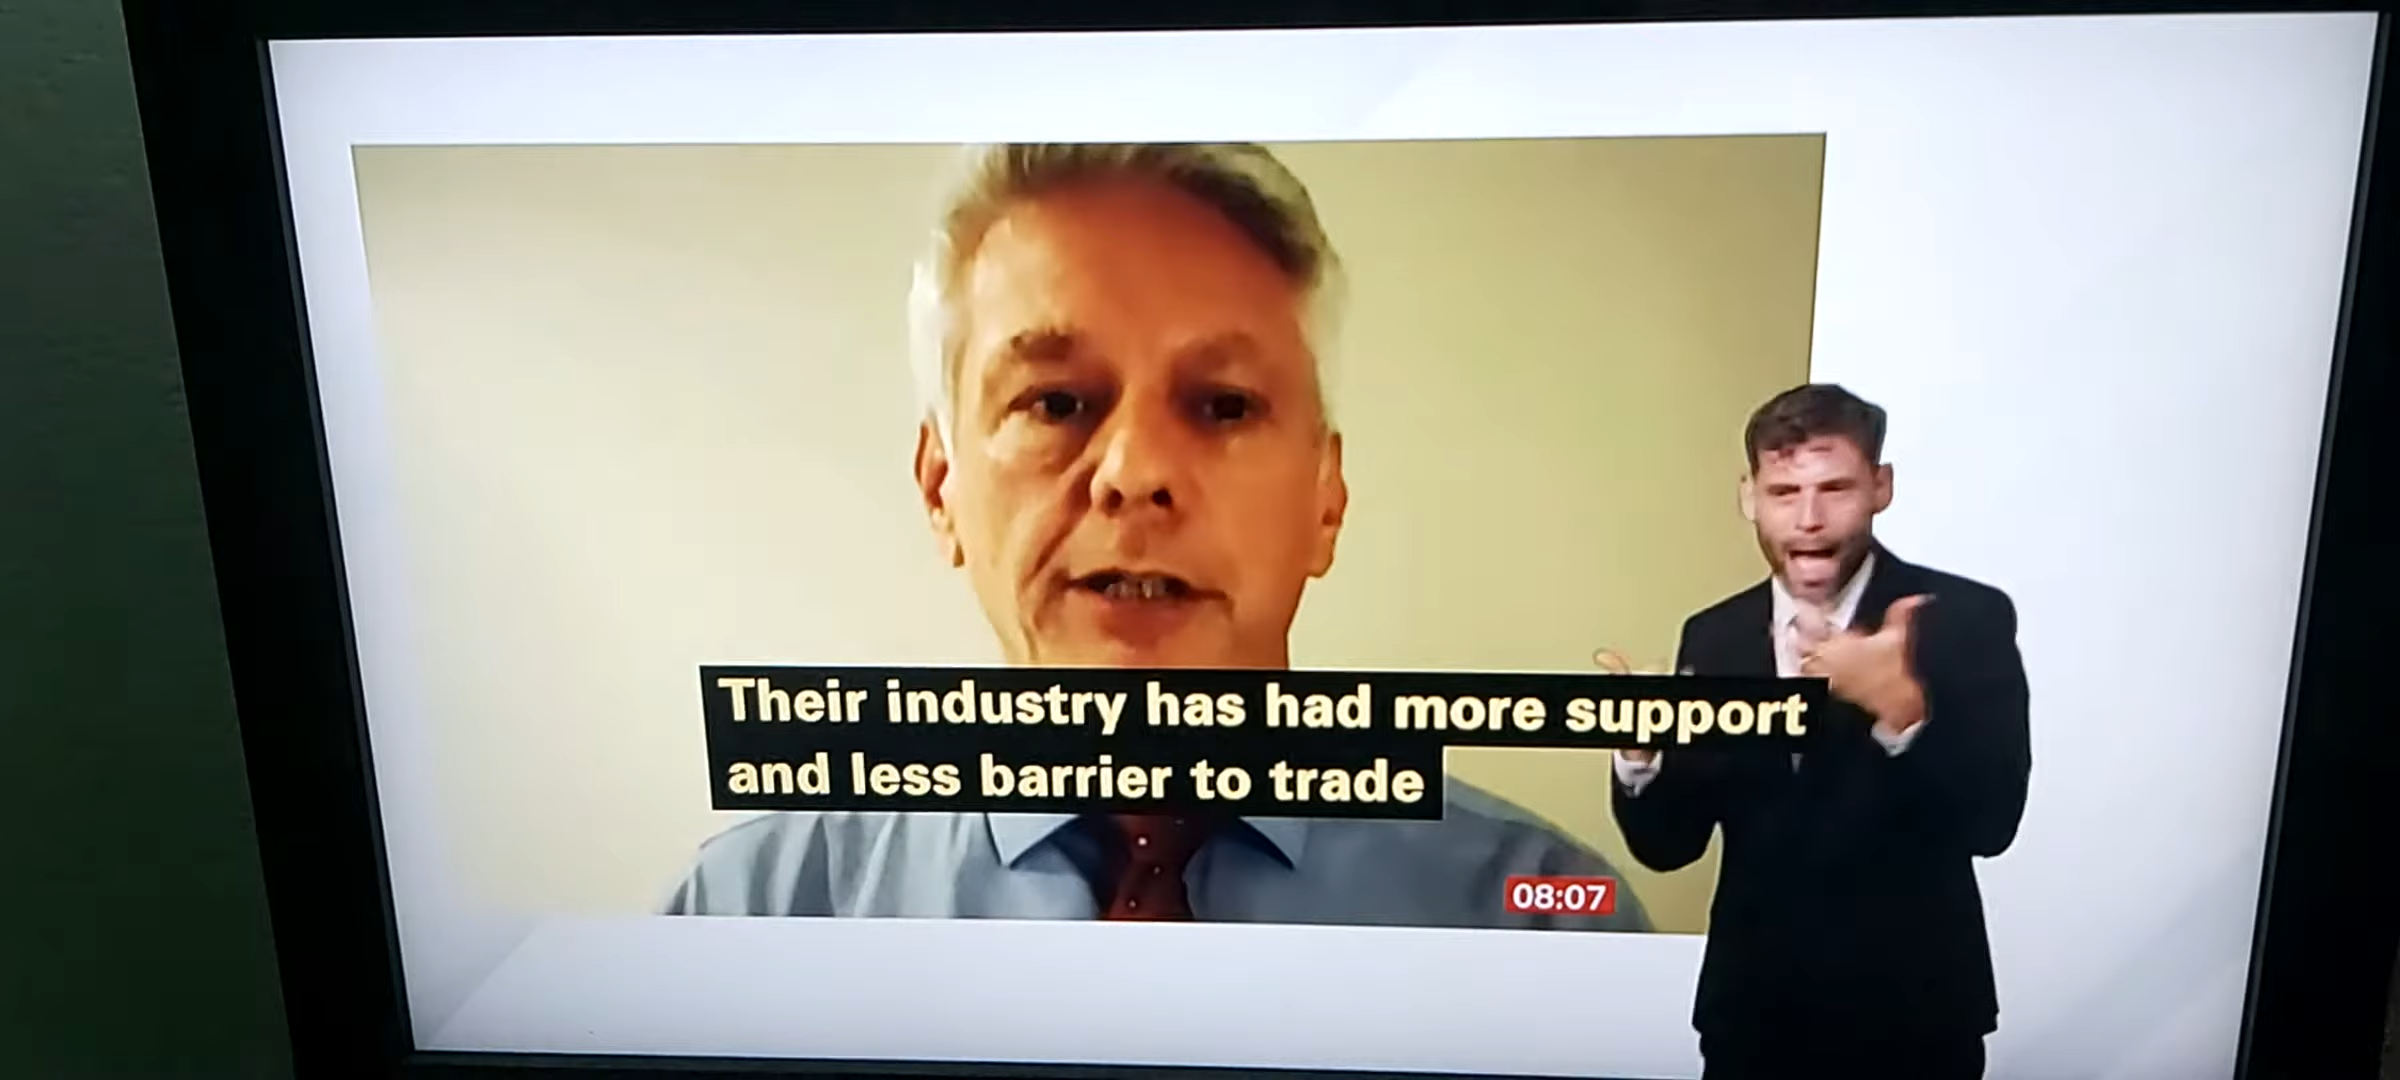 Their industry has had more support
and less barrier to trade
08:07